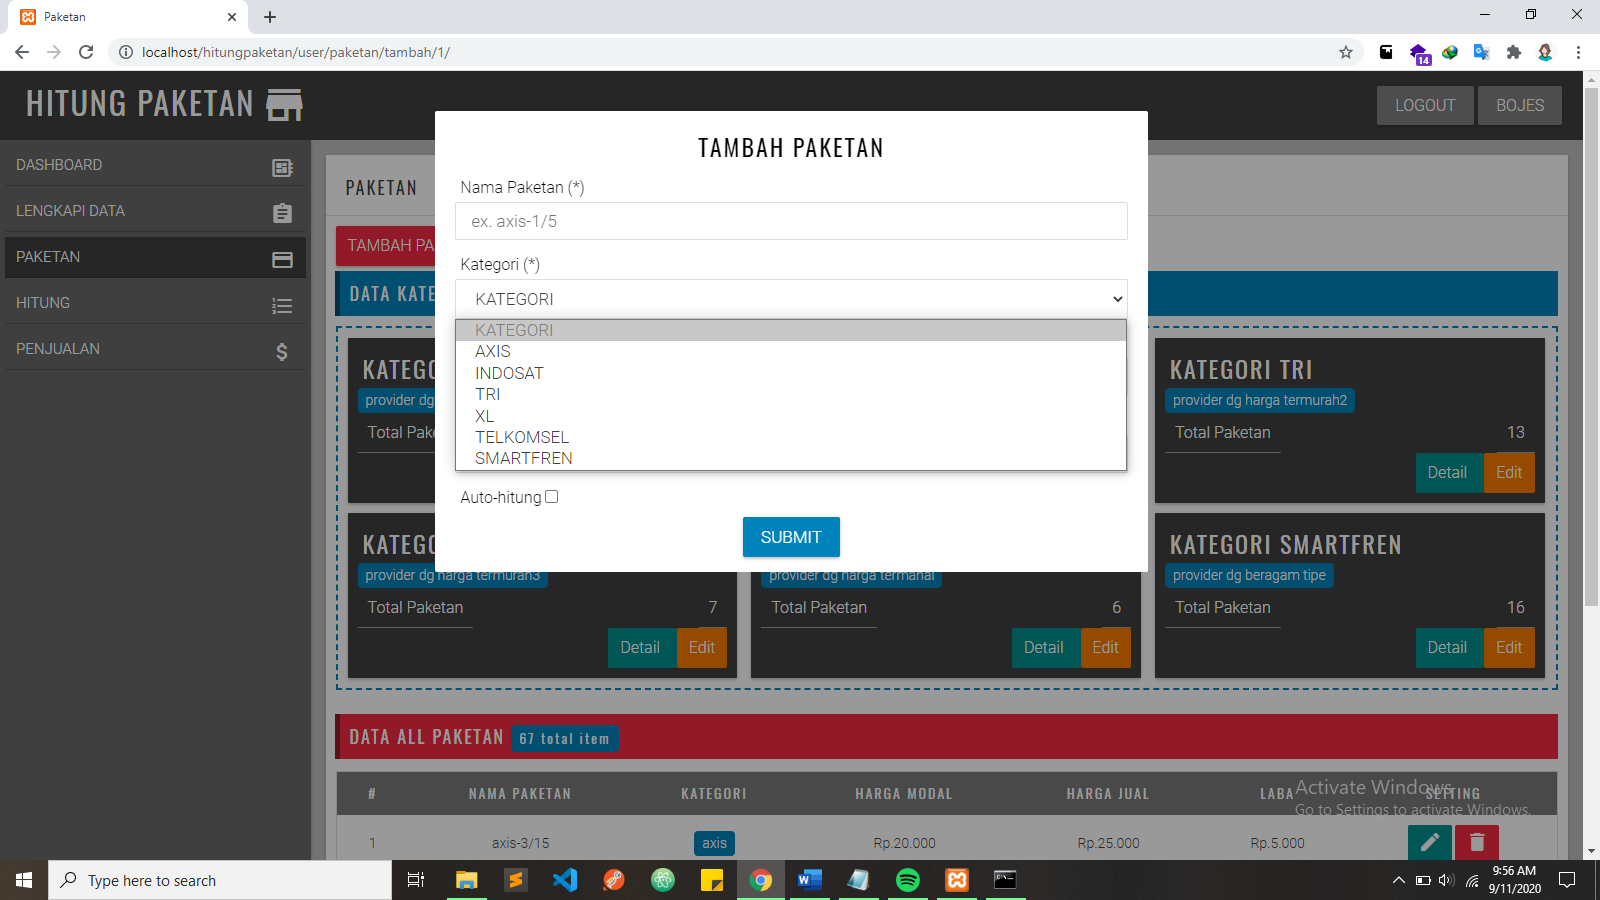 Paketan
localhost/hitungpaketan/user/paketan/tambah/1/
14
HITUNG PAKETAN
LOGOUT
BOJES
DASHBOARD
LENGKAPI DATA
PAKETAN
HITUNG
PENJUALAN
PAKETAN
TAMBAH PA
DATA KATE
TAMBAH PAKETAN
Nama Paketan (*)
ex. axis-1/5
Kategori (*)
KATEGORI
KATEGORI
AXIS
INDOSAT
TRI
XL
TELKOMSEL
SMARTFREN
Auto-hitung
SUBMIT
KATEGO
provider dg
Total Pake
KATEGORI TRI
provider dg harga termurah2
Total Paketan 13
Detail Edit
KATEGO
provider dg harga termurah3
Total Paketan 7
Detail Edit
provider dg harga termahal
Total Paketan 6
Detail Edit
KATEGORI SMARTFREN
provider dg beragam tipe
Total Paketan 16
Detail Edit
DATA ALL PAKETAN 67 total item
# NAMA PAKETAN KATEGORI HARGA MODAL HARGA JUAL LABA SETTING
1 axis-3/15 axis Rp.20.000 Rp.25.000 Rp.5.000
Activate Windows
Go to Settings to activate Windows.
Type here to search
9:56 AM
9/11/2020